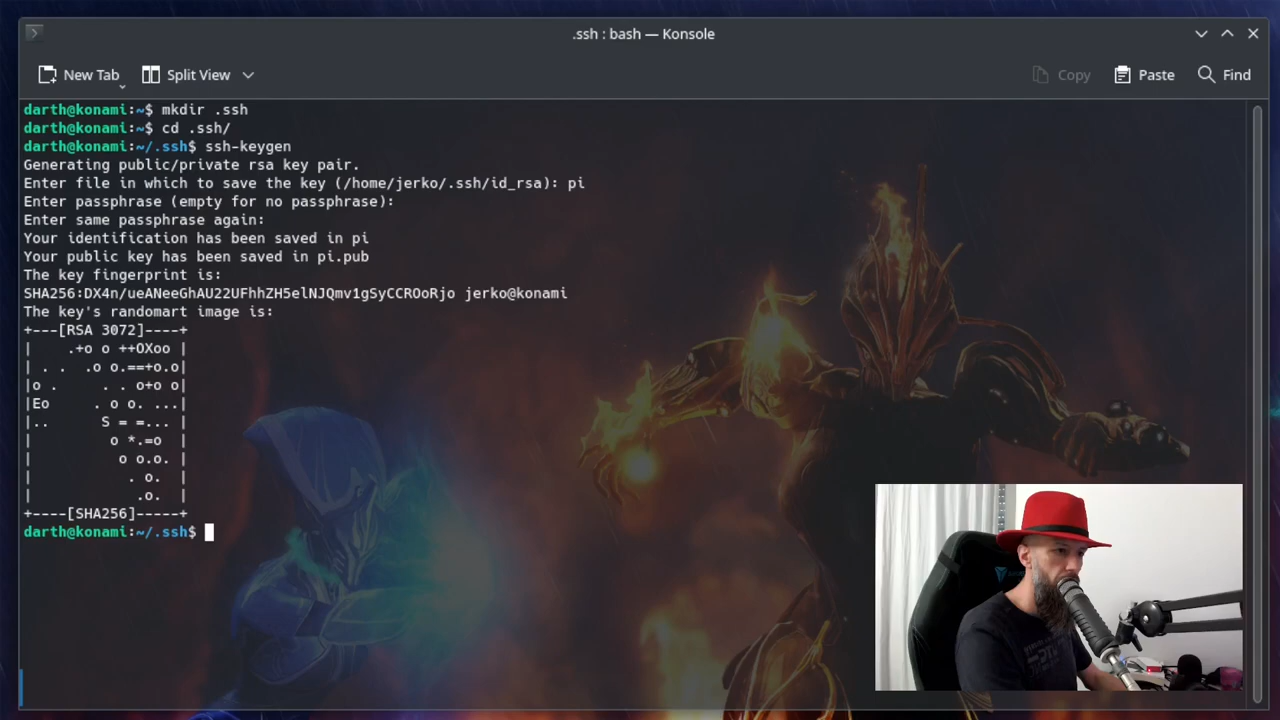 .ssh : bash — Konsole
New Tab Split View Copy Paste Find
darth@konami:~$ mkdir .ssh
darth@konami:~$ cd .ssh/
darth@konami:~/.ssh$ ssh-keygen
Generating public/private rsa key pair.
Enter file in which to save the key (/home/jerko/.ssh/id_rsa): pi
Enter passphrase (empty for no passphrase):
Enter same passphrase again:
Your identification has been saved in pi
Your public key has been saved in pi.pub
The key fingerprint is:
SHA256:DX4n/ueANeeGhAU22UFhhZH5elNJQmv1gSyCCROoRjo jerko@konami
The key's randomart image is:
+---[RSA 3072]----+
|    .+o o ++OXoo |
| . .  .o o.==+o.o|
|o .     . . o+o o|
|Eo     . o o. ...|
|..      S = =... |
|         o *.=o  |
|          o o.o. |
|           . o.  |
|            .o.  |
+----[SHA256]-----+
darth@konami:~/.ssh$